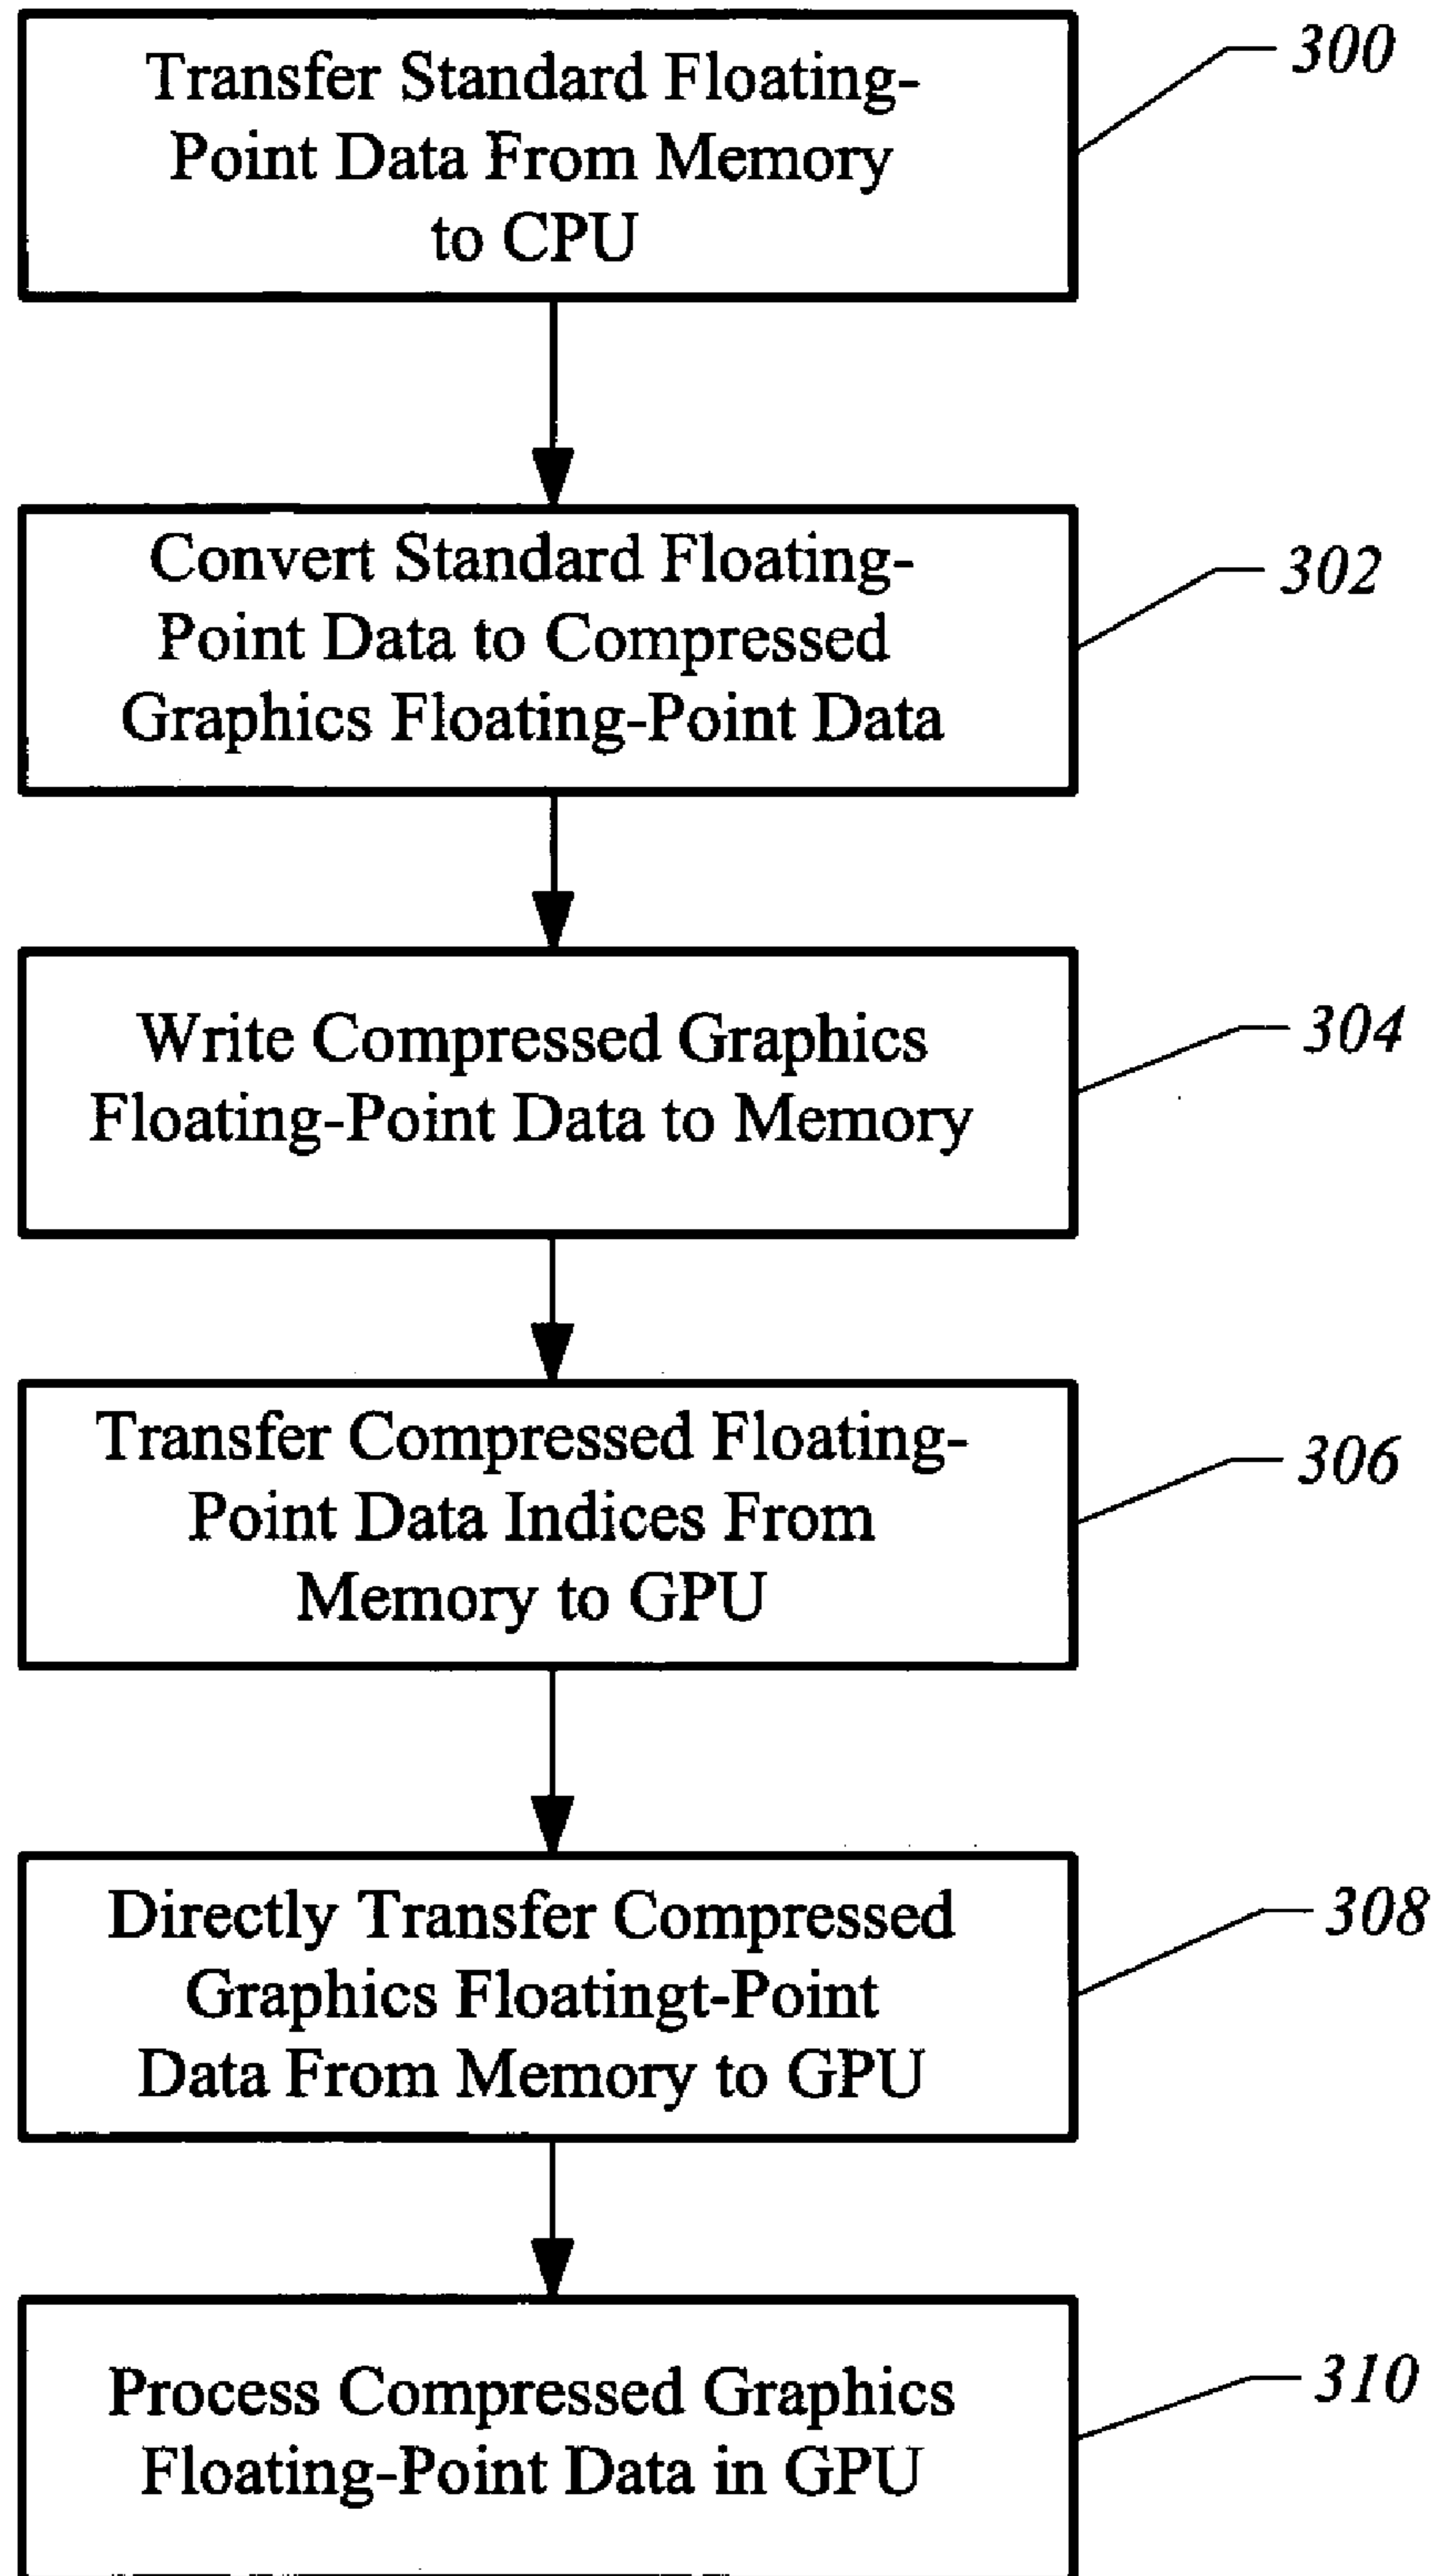 Transfer Standard Floating-
Point Data From Memory
to CPU
300
Convert Standard Floating-
Point Data to Compressed
Graphics Floating-Point Data
302
Write Compressed Graphics
Floating-Point Data to Memory
304
Transfer Compressed Floating-
Point Data Indices From
Memory to GPU
306
Directly Transfer Compressed
Graphics Floatingt-Point
Data From Memory to GPU
308
Process Compressed Graphics
Floating-Point Data in GPU
310